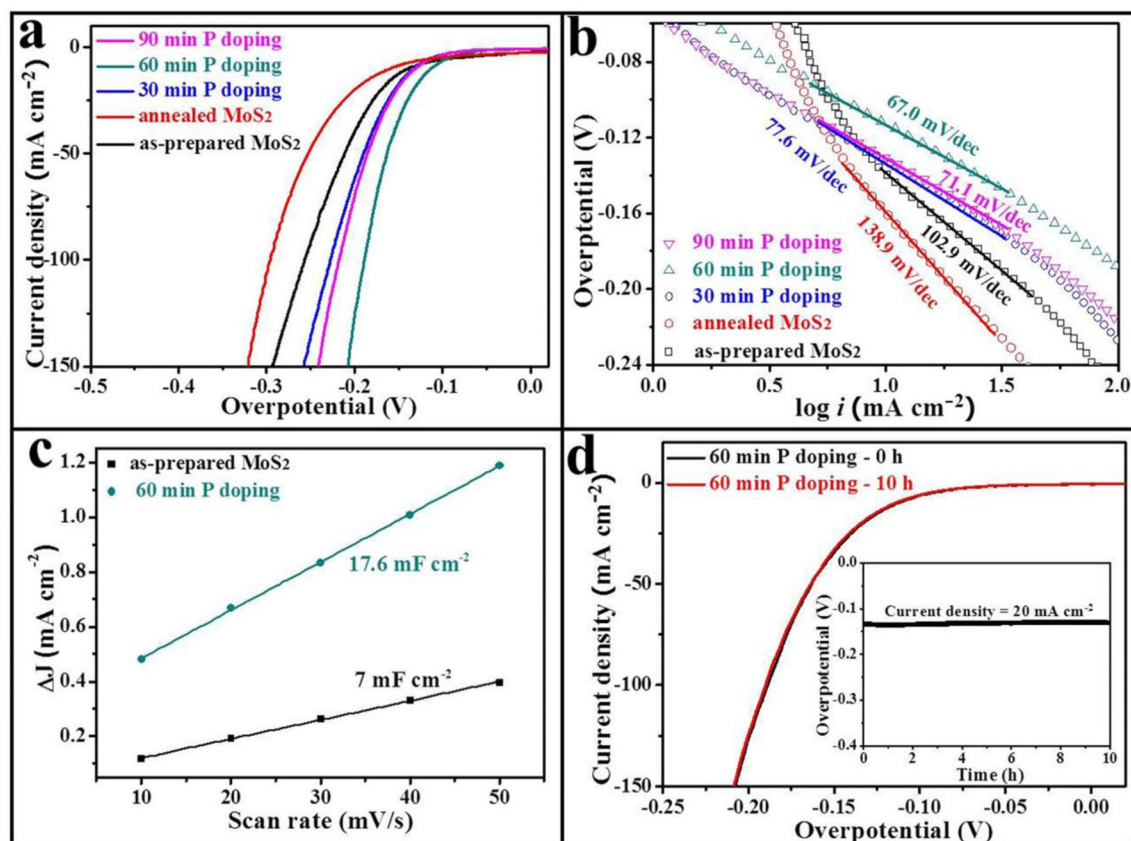 a
90 min P doping
60 min P doping
30 min P doping
annealed MoS₂
as-prepared MoS₂
Current density (mA cm⁻²)
0
-50
-100
-150
-0.5 -0.4 -0.3 -0.2 -0.1 0.0
Overpotential (V)
b
67.0 mV/dec
77.6 mV/dec
71.1 mV/dec
102.9 mV/dec
138.9 mV/dec
90 min P doping
60 min P doping
30 min P doping
annealed MoS₂
as-prepared MoS₂
Overptential (V)
-0.08
-0.12
-0.16
-0.20
-0.24
0.0 0.5 1.0 1.5 2.0
log i (mA cm⁻²)
c
as-prepared MoS₂
60 min P doping
17.6 mF cm⁻²
7 mF cm⁻²
ΔJ (mA cm⁻²)
1.2
1.0
0.8
0.6
0.4
0.2
10 20 30 40 50
Scan rate (mV/s)
d
60 min P doping - 0 h
60 min P doping - 10 h
Current density (mA cm⁻²)
0
-50
-100
-150
-0.25 -0.20 -0.15 -0.10 -0.05 0.00
Overpotential (V)
Current density = 20 mA cm⁻²
Overpotential (V)
0.0
-0.1
-0.2
-0.3
-0.4
0 2 4 6 8 10
Time (h)